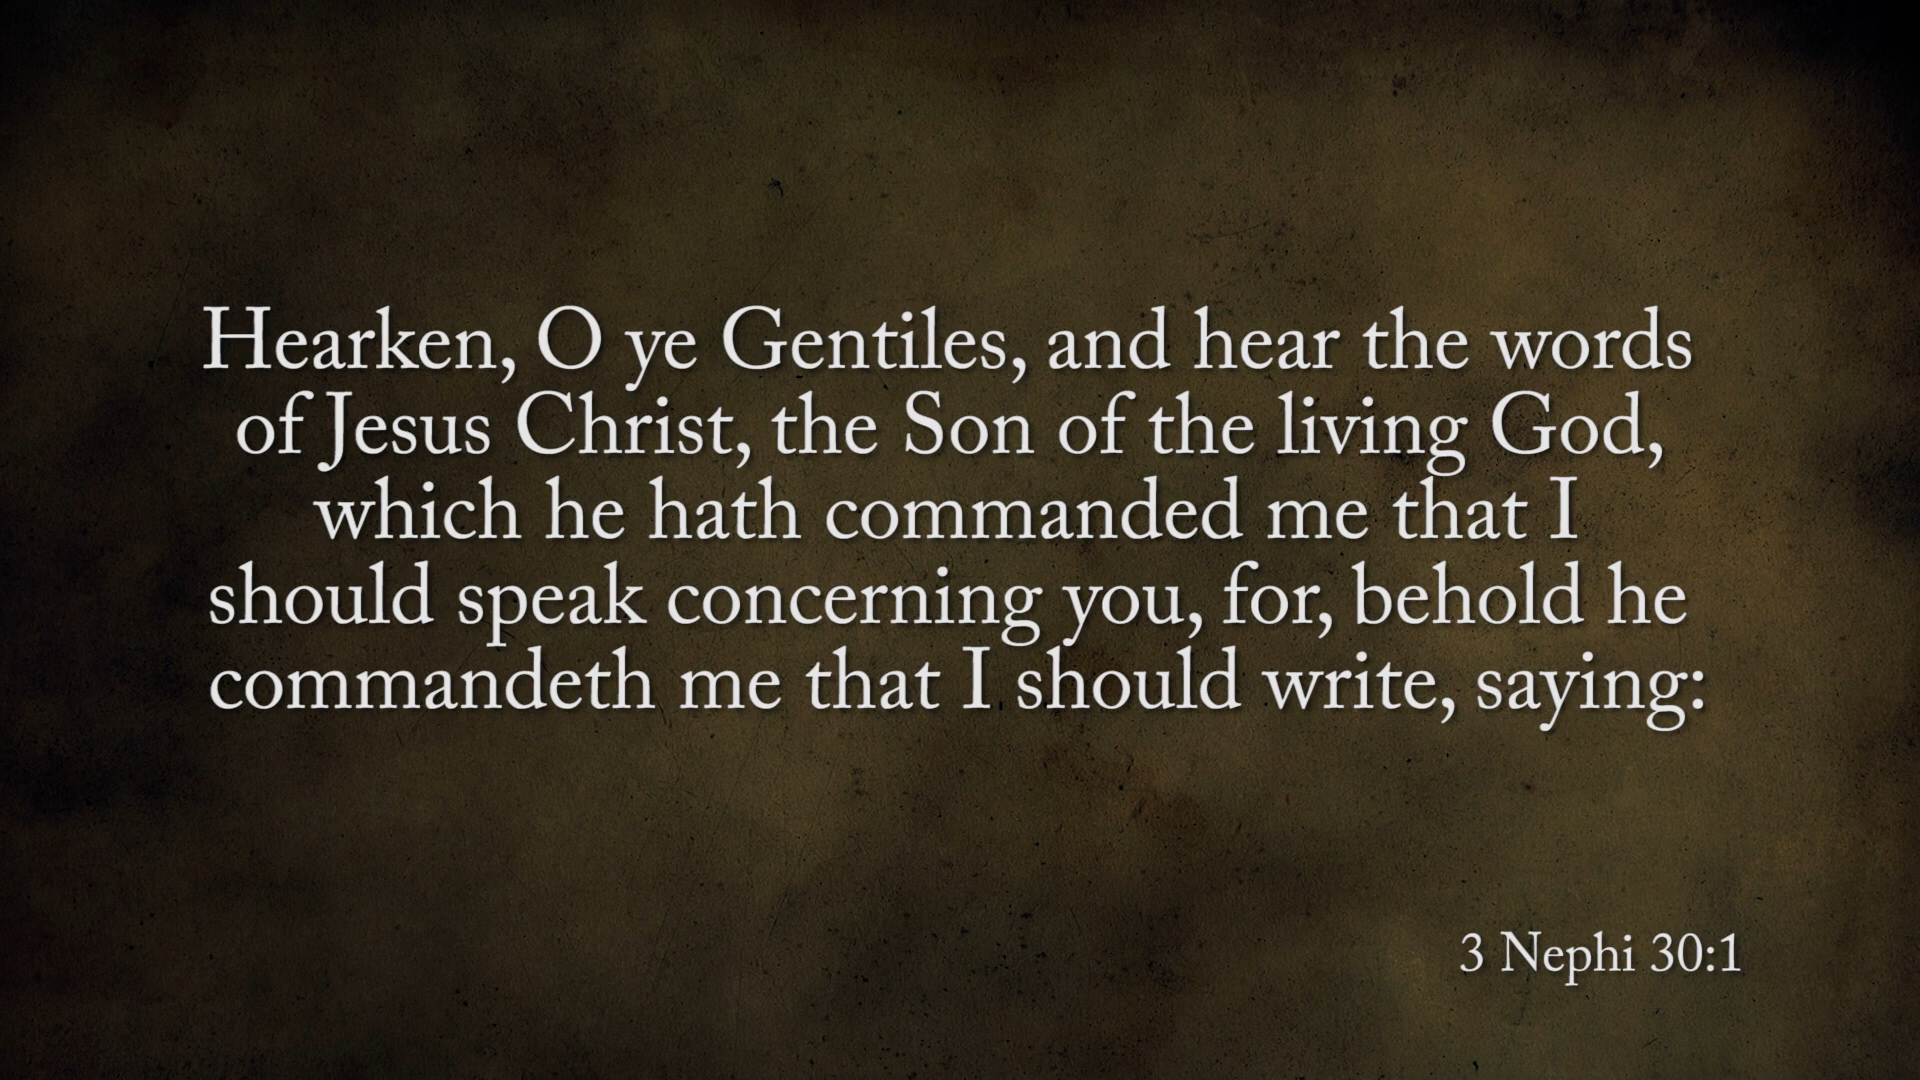 Hearken, O ye Gentiles, and hear the words
of Jesus Christ, the Son of the living God,
which he hath commanded me that I
should speak concerning you, for, behold he
commandeth me that I should write, saying:
3 Nephi 30:1